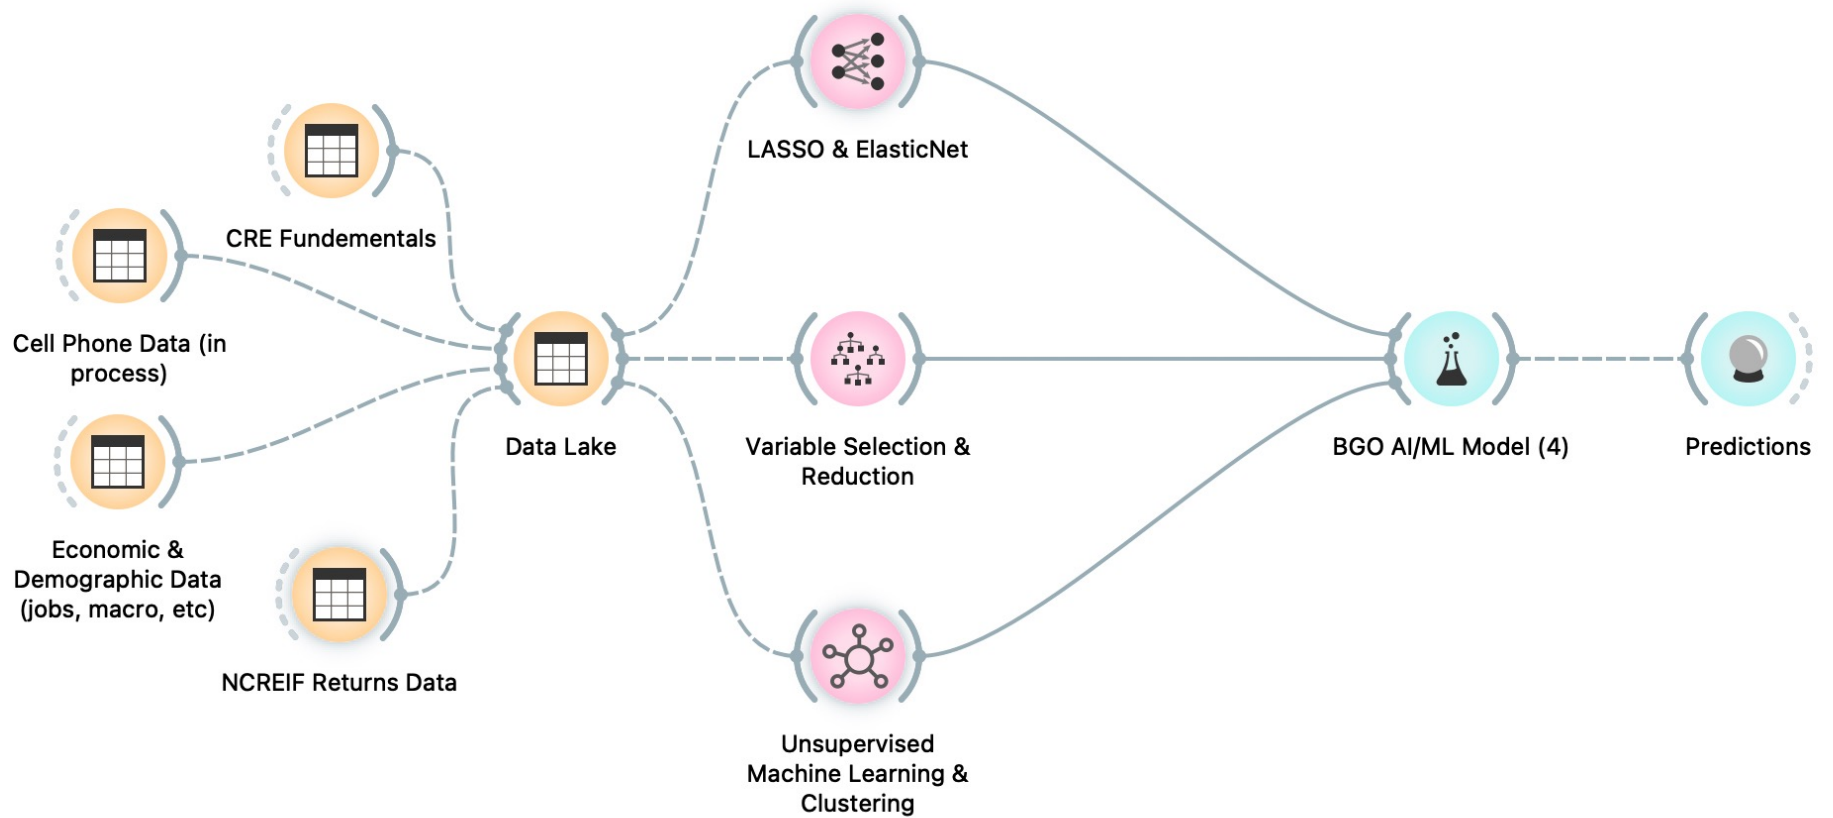 LASSO & ElasticNet
CRE Fundementals
Cell Phone Data (in
process)
Data Lake
Variable Selection &
Reduction
BGO AI/ML Model (4)
Predictions
Economic &
Demographic Data
(jobs, macro, etc)
NCREIF Returns Data
Unsupervised
Machine Learning &
Clustering